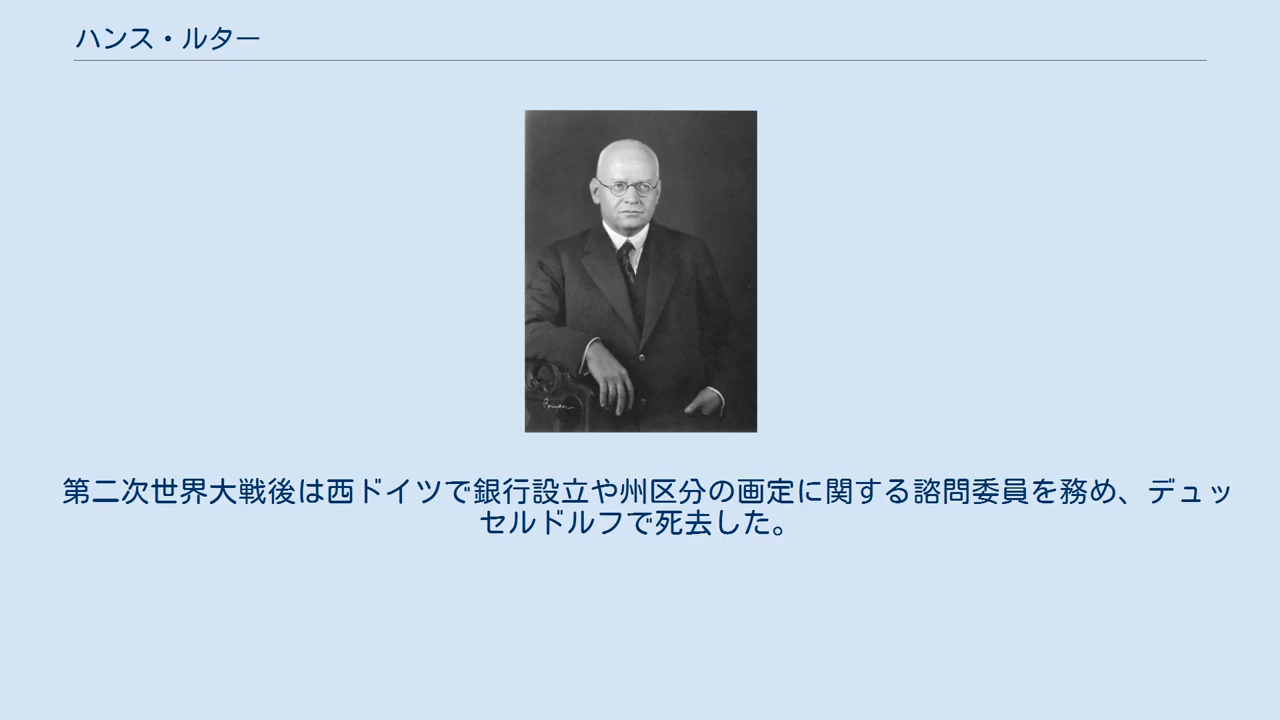 ハンス・ルター
第二次世界大戦後は西ドイツで銀行設立や州区分の画定に関する諮問委員を務め、デュッ
セルドルフで死去した。